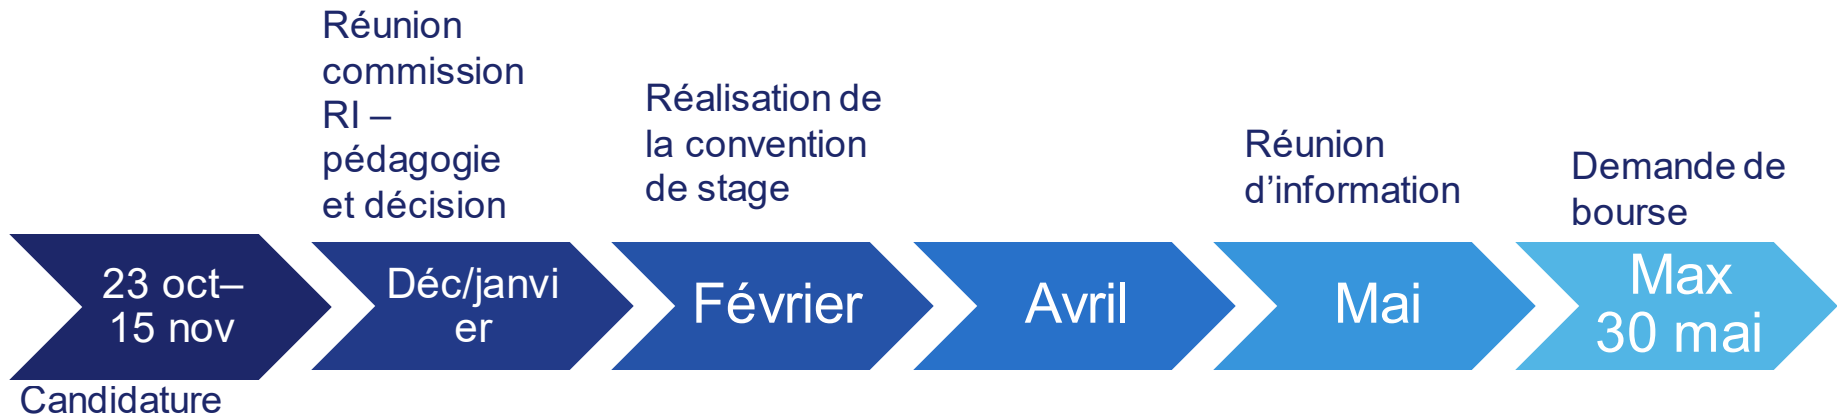 Réunion
commission
RI –
pédagogie
et décision
Réalisation de
la convention
de stage
Réunion
d’information
Demande de
bourse
23 oct–
15 nov
Déc/janvi
er
Février
Avril
Mai
Max
30 mai
Candidature